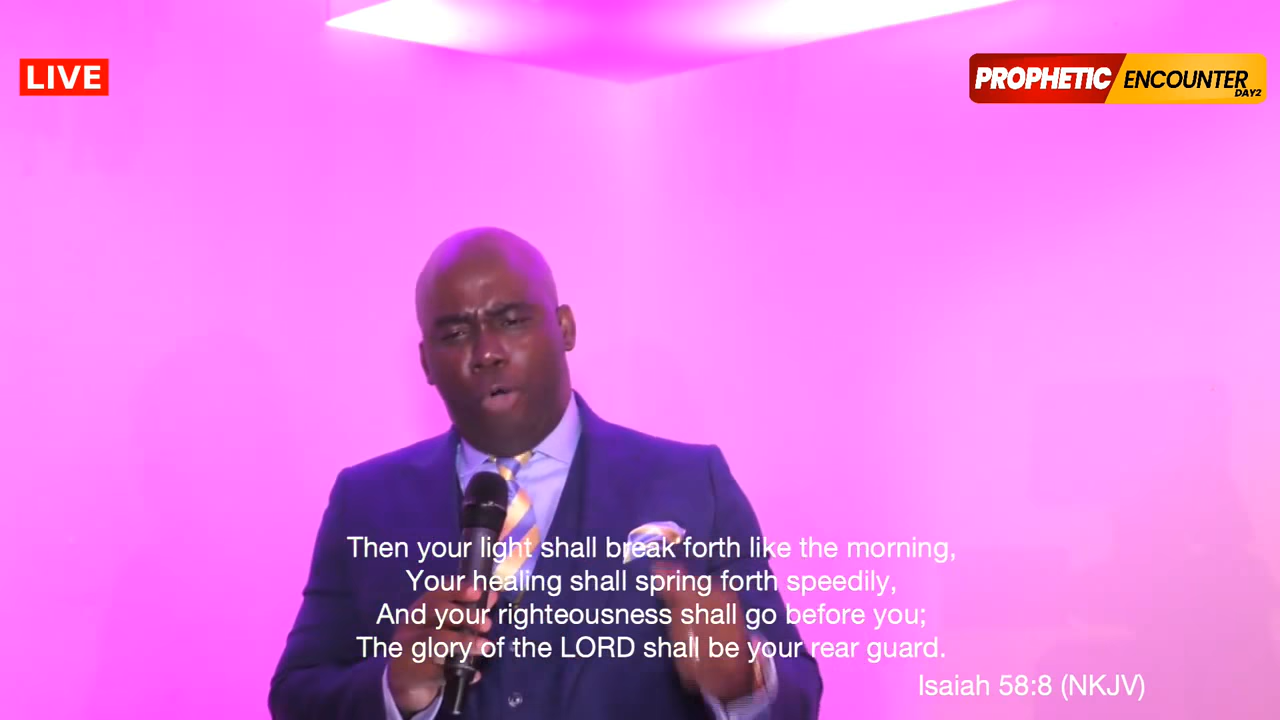 LIVE
PROPHETIC ENCOUNTER
DAY2
Then your light shall break forth like the morning,
Your healing shall spring forth speedily,
And your righteousness shall go before you;
The glory of the LORD shall be your rear guard.
Isaiah 58:8 (NKJV)